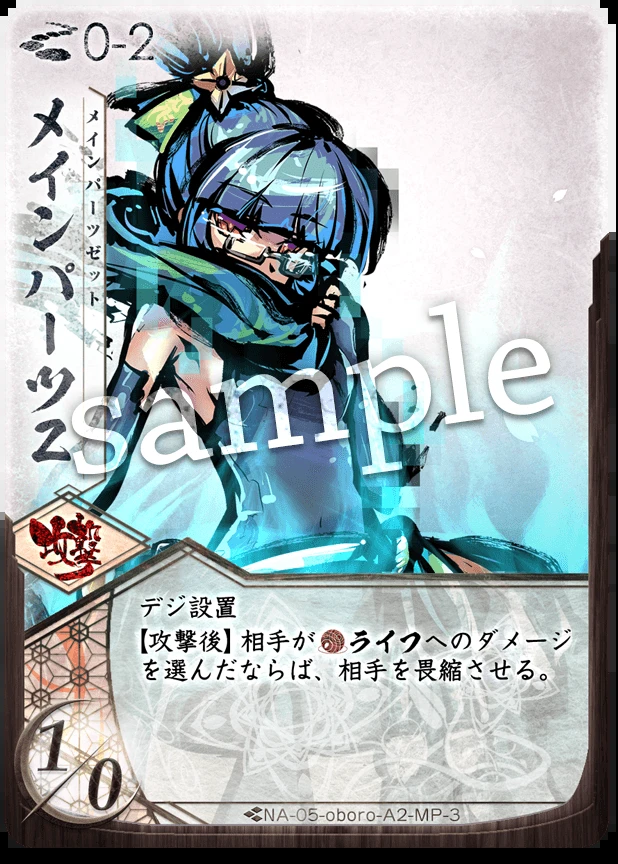 0-2
メインパーツZ
メインパーツゼット
sample
攻撃
デジ設置
【攻撃後】相手がライフへのダメージ
を選んだならば、相手を畏縮させる。
1/0
NA-05-oboro-A2-MP-3